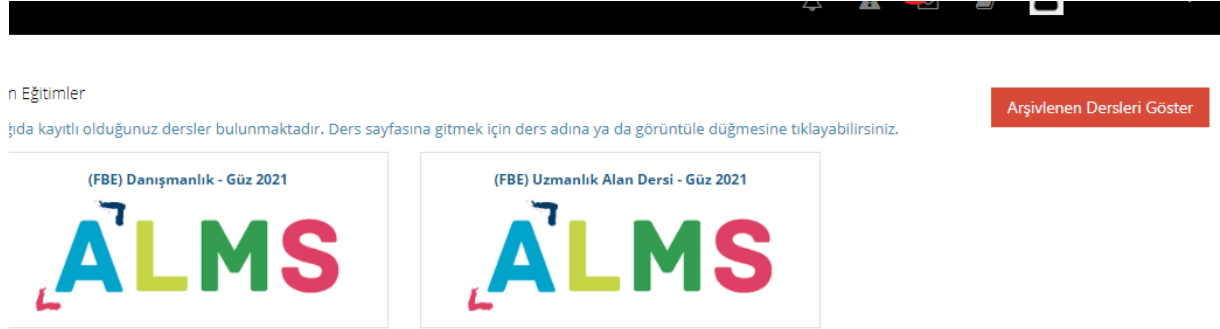 n Eğitimler
Arşivlenen Dersleri Göster
ğıda kayıtlı olduğunuz dersler bulunmaktadır. Ders sayfasına gitmek için ders adına ya da görüntüle düğmesine tıklayabilirsiniz.
(FBE) Danışmanlık - Güz 2021
(FBE) Uzmanlık Alan Dersi - Güz 2021
ALMS
ALMS